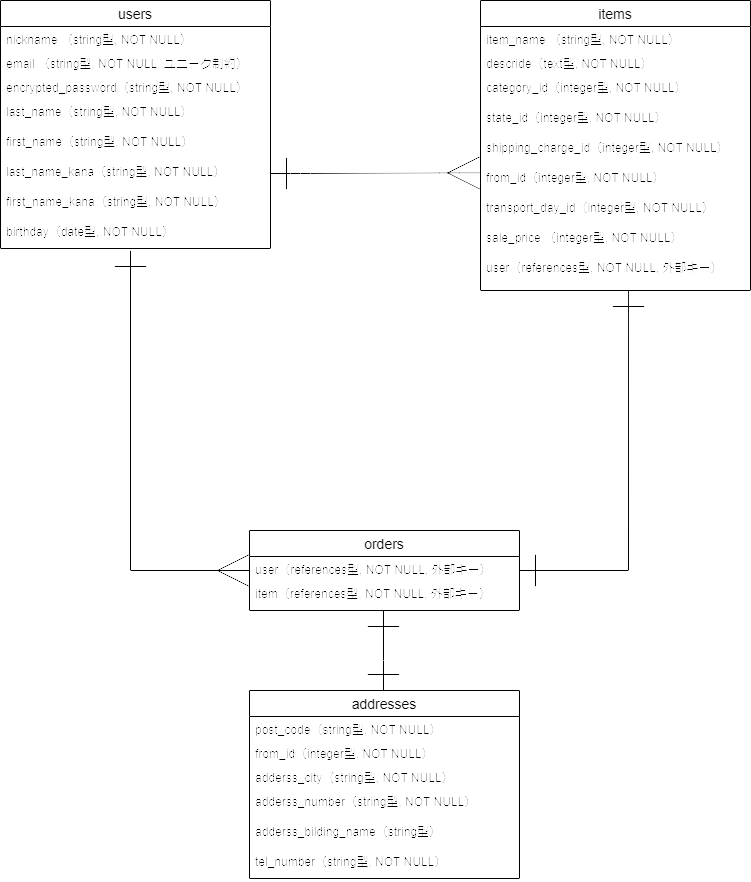 users
nickname （string型, NOT NULL）
email （string型, NOT NULL, ユニーク制約）
encrypted_password （string型, NOT NULL）
last_name （string型, NOT NULL）
first_name （string型, NOT NULL）
last_name_kana （string型, NOT NULL）
first_name_kana （string型, NOT NULL）
birthday （date型, NOT NULL）
items
item_name （string型, NOT NULL）
descride （text型, NOT NULL）
category_id （integer型, NOT NULL）
state_id （integer型, NOT NULL）
shipping_charge_id （integer型, NOT NULL）
from_id （integer型, NOT NULL）
transport_day_id （integer型, NOT NULL）
sale_price （integer型, NOT NULL）
user （references型, NOT NULL, 外部キー）
orders
user （references型, NOT NULL, 外部キー）
item （references型, NOT NULL, 外部キー）
addresses
post_code （string型, NOT NULL）
from_id （integer型, NOT NULL）
adderss_city （string型, NOT NULL）
adderss_number （string型, NOT NULL）
adderss_bilding_name （string型）
tel_number （string型, NOT NULL）